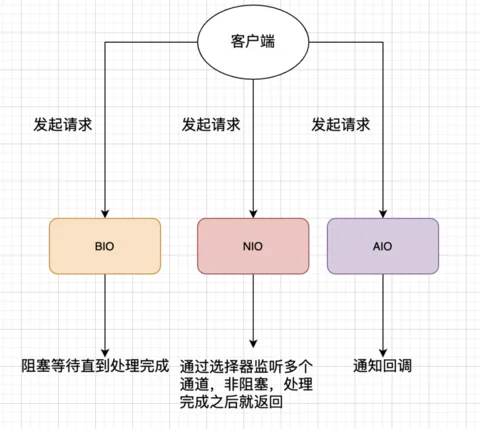 客户端
发起请求
发起请求
发起请求
BIO
NIO
AIO
阻塞等待直到处理完成
通过选择器监听多个
通道，非阻塞，处理
完成之后就返回
通知回调